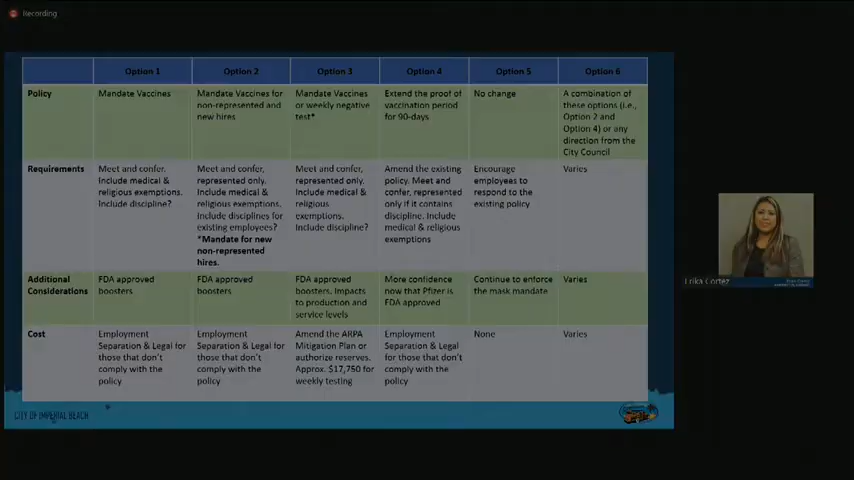 Recording
Option 1 Option 2 Option 3 Option 4 Option 5 Option 6
Policy
Mandate Vaccines
Mandate Vaccines for
non-represented and
new hires
Mandate Vaccines
or weekly negative
test*
Extend the proof of
vaccination period for
90-days
No change
A combination of
these options (i.e.,
Option 2 and
Option 4) or any
direction from the
City Council
Requirements
Meet and confer.
Include medical &
religious exemptions.
Include discipline?
Meet and confer,
represented only.
Include medical &
religious exemptions.
Include disciplines for
existing employees?
*Mandate for new
non-represented
hires.
Meet and confer,
represented only.
Include medical &
religious
exemptions.
Include discipline?
Amend the existing
policy. Meet and
confer, represented
only if it contains
discipline. Include
medical & religious
exemptions
Encourage
employees to
respond to the
existing policy
Varies
Additional
Considerations
FDA approved
boosters
FDA approved
boosters
FDA approved
boosters. Impacts
to production and
service levels
More confidence
now that Pfizer is
FDA approved
Continue to enforce
the mask mandate
Varies
Cost
Employment
Separation & Legal for
those that don't
comply with the
policy
Employment
Separation & Legal for
those that don't
comply with the
policy
Amend the ARPA
Mitigation Plan or
authorize reserves.
Approx. $17,750 for
weekly testing
Employment
Separation & Legal
for those that don't
comply with the
policy
None
Varies
CITY OF IMPERIAL BEACH
Erika Cortez